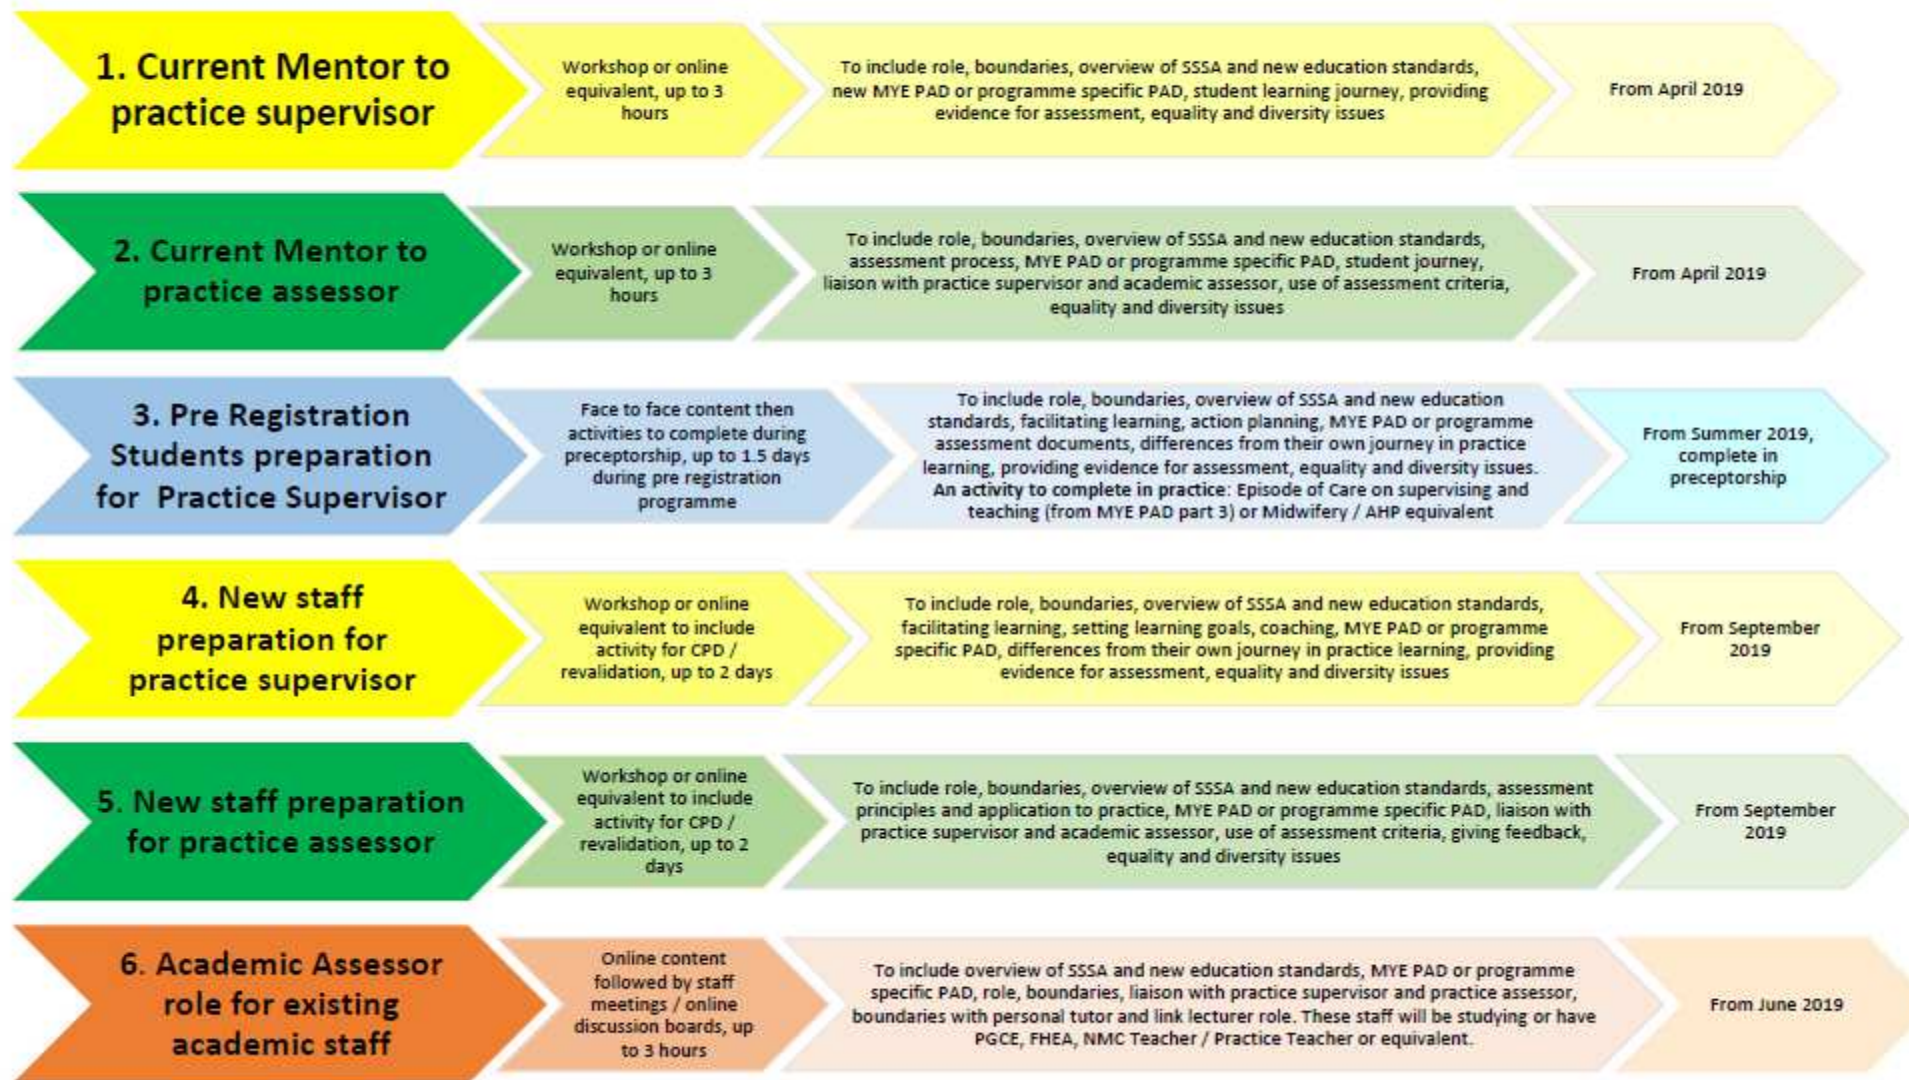 1. Current Mentor to
practice supervisor
Workshop or online
equivalent, up to 3
hours
To include role, boundaries, overview of SSSA and new education standards,
new MYE PAD or programme specific PAD, student learning journey, providing
evidence for assessment, equality and diversity issues
From April 2019
2. Current Mentor to
practice assessor
Workshop or online
equivalent, up to 3
hours
To include role, boundaries, overview of SSSA and new education standards,
assessment process, MYE PAD or programme specific PAD, student journey,
liaison with practice supervisor and academic assessor, use of assessment criteria,
equality and diversity issues
From April 2019
3. Pre Registration
Students preparation
for Practice Supervisor
Face to face content then
activities to complete during
preceptorship, up to 1.5 days
during pre registration
programme
To include role, boundaries, overview of SSSA and new education
standards, facilitating learning, action planning, MYE PAD or programme
assessment documents, differences from their own journey in practice
learning, providing evidence for assessment, equality and diversity issues.
An activity to complete in practice: Episode of Care on supervising and
teaching (from MYE PAD part 3) or Midwifery / AHP equivalent
From Summer 2019,
complete in
preceptorship
4. New staff
preparation for
practice supervisor
Workshop or online
equivalent to include
activity for CPD /
revalidation, up to 2 days
To include role, boundaries, overview of SSSA and new education standards,
facilitating learning, setting learning goals, coaching, MYE PAD or programme
specific PAD, differences from their own journey in practice learning, providing
evidence for assessment, equality and diversity issues
From September
2019
5. New staff preparation
for practice assessor
Workshop or online
equivalent to include
activity for CPD /
revalidation, up to 2
days
To include role, boundaries, overview of SSSA and new education standards, assessment
principles and application to practice, MYE PAD or programme specific PAD, liaison with
practice supervisor and academic assessor, use of assessment criteria, giving feedback,
equality and diversity issues
From September
2019
6. Academic Assessor
role for existing
academic staff
Online content
followed by staff
meetings / online
discussion boards, up
to 3 hours
To include overview of SSSA and new education standards, MYE PAD or programme
specific PAD, role, boundaries, liaison with practice supervisor and practice assessor,
boundaries with personal tutor and link lecturer role. These staff will be studying or have
PGCE, FHEA, NMC Teacher / Practice Teacher or equivalent.
From June 2019